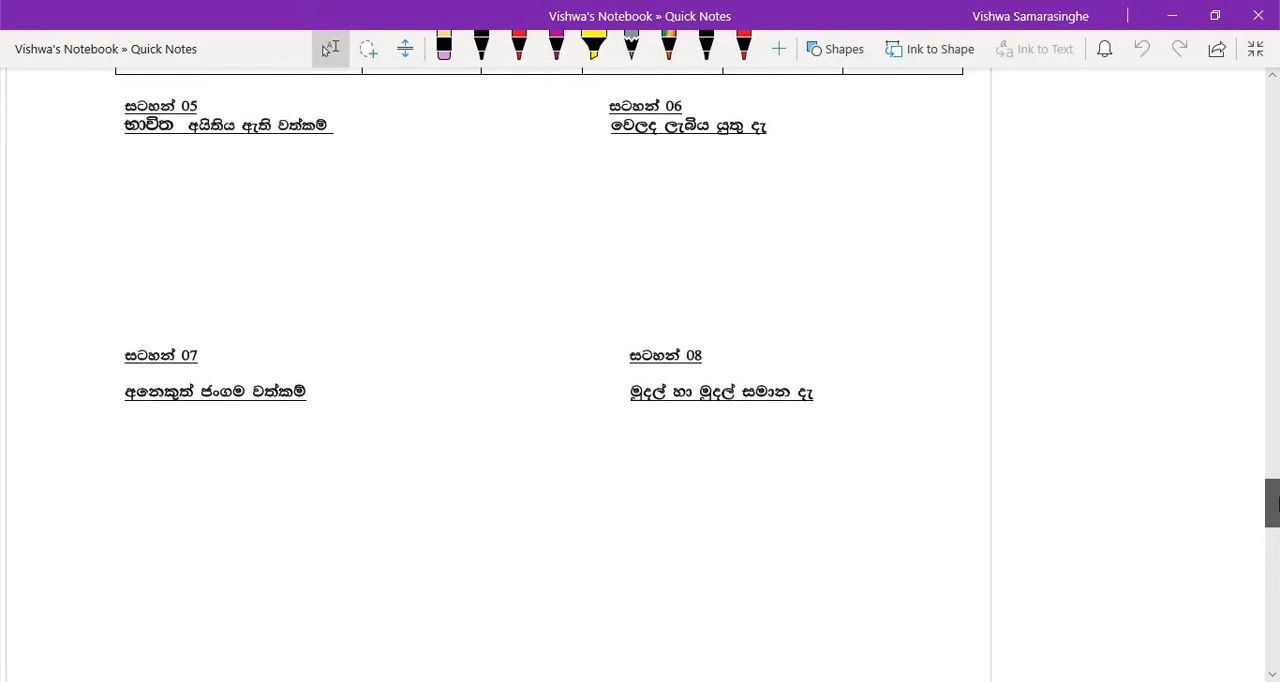 Vishwa's Notebook » Quick Notes
Vishwa Samarasinghe
Vishwa's Notebook » Quick Notes
Shapes
Ink to Shape
Ink to Text
සටහන් 05
භාවිත අයිතිය ඇති වත්කම්
සටහන් 06
වෙලද ලැබිය යුතු දෑ
සටහන් 07
අනෙකුත් ජංගම වත්කම්
සටහන් 08
මුදල් හා මුදල් සමාන දෑ